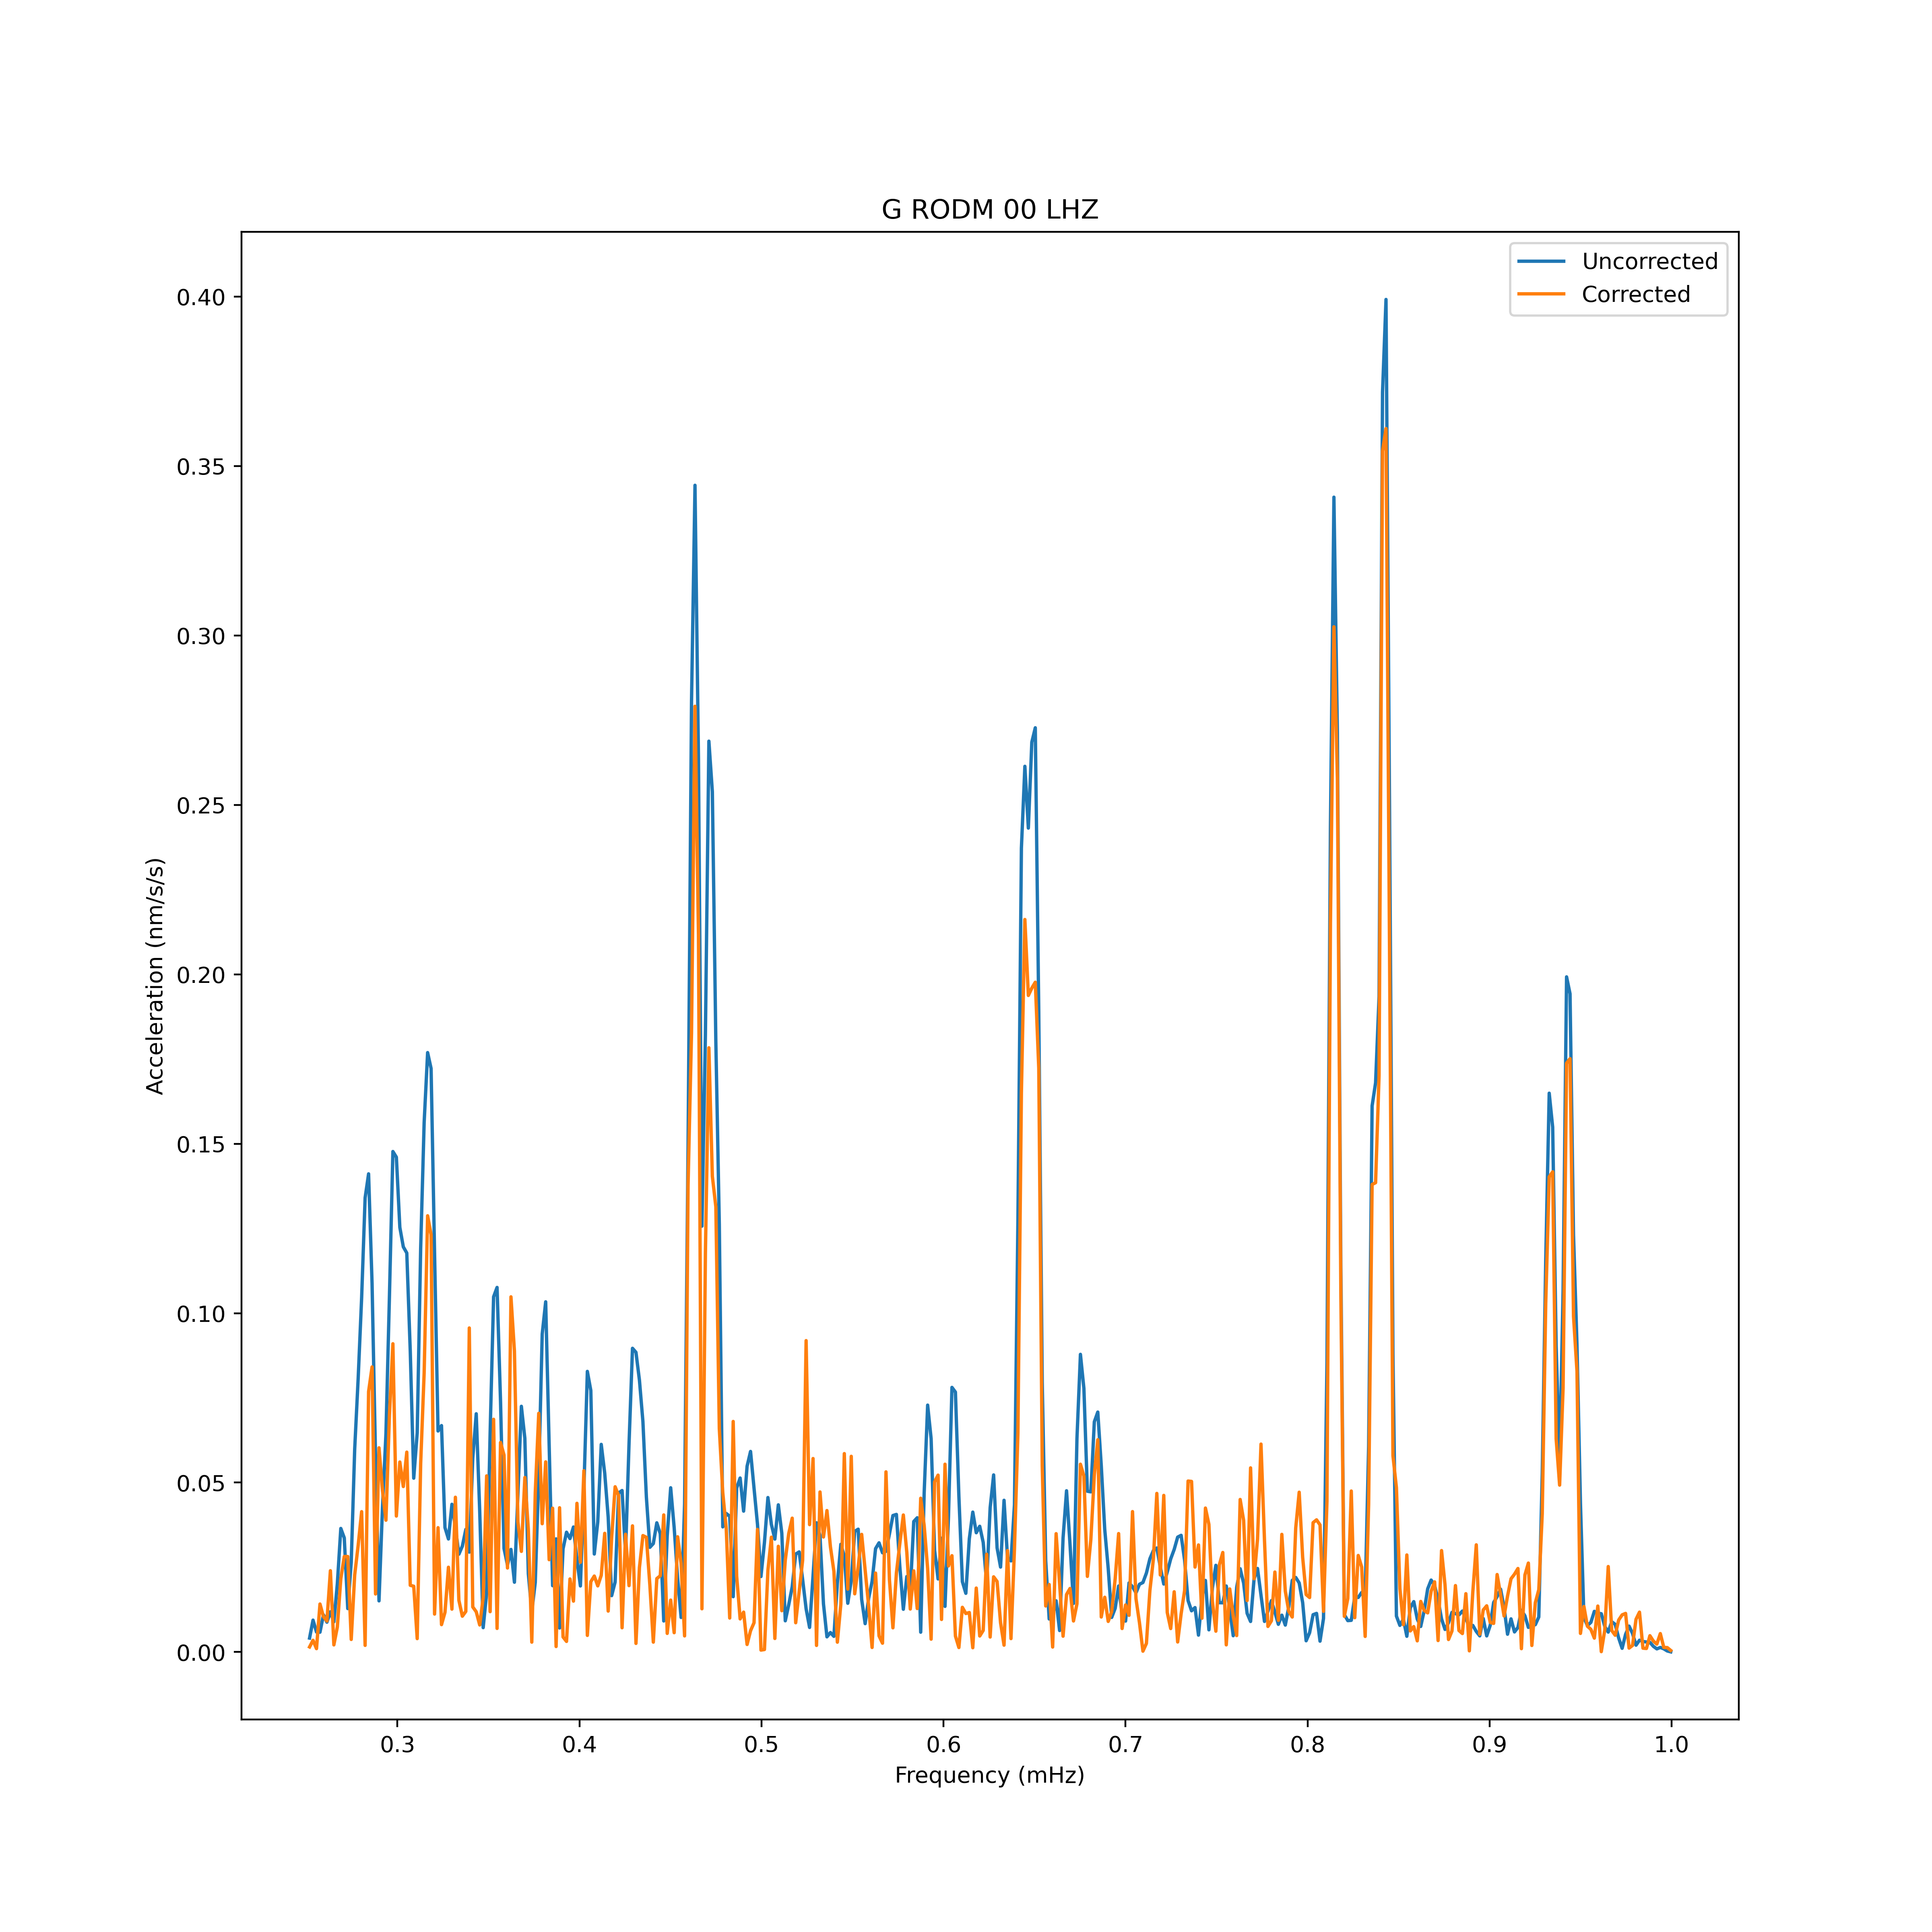 G RODM 00 LHZ
Uncorrected
Corrected
0.40
0.35
0.30
0.25
0.20
0.15
0.10
0.05
0.00
Acceleration (nm/s/s)
0.3 0.4 0.5 0.6 0.7 0.8 0.9 1.0
Frequency (mHz)